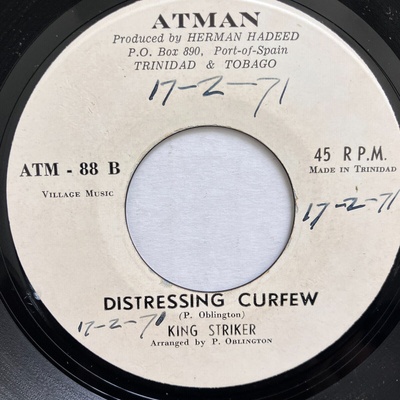 ATMAN
Produced by HERMAN HADEED
P.O. Box 890, Port-of-Spain
TRINIDAD & TOBAGO
17-2-71
ATM - 88 B
45 R P.M.
VILLAGE MUSIC
MADE IN TRINIDAD
17-2-71
DISTRESSING CURFEW
(P. Oblington)
17-2-71
KING STRIKER
Arranged by P. OBLINGTON